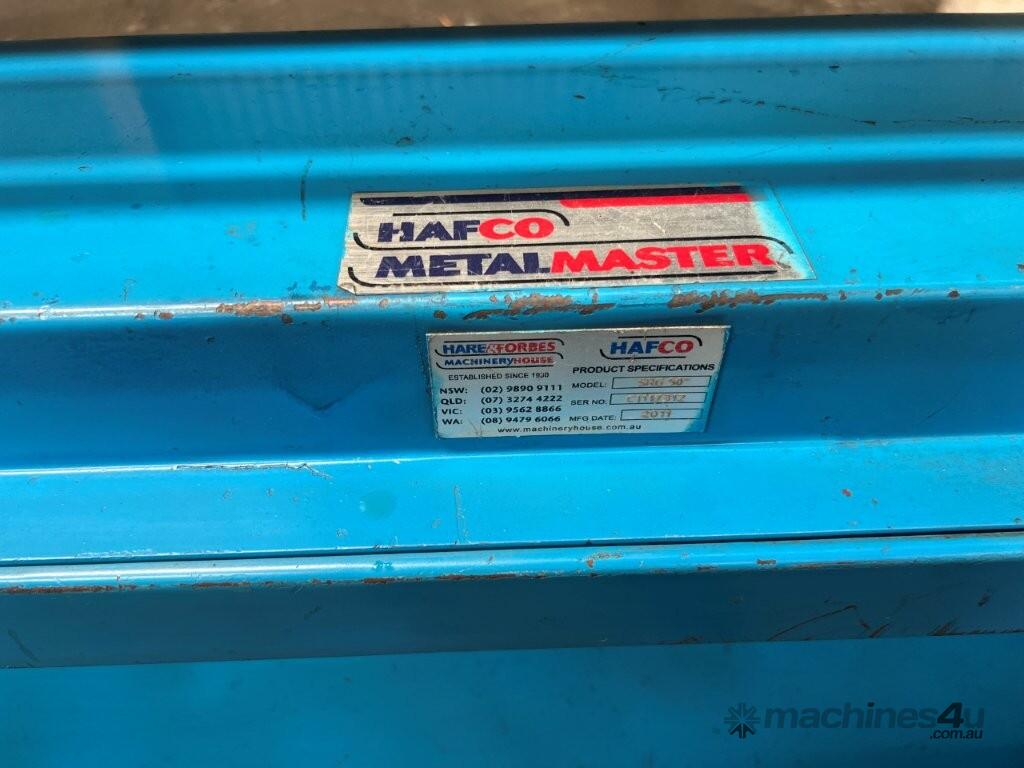 HAFCO
METALMASTER
HARE & FORBES
MACHINERYHOUSE
HAFCO
ESTABLISHED SINCE 1930
PRODUCT SPECIFICATIONS
NSW: (02) 9890 9111
QLD: (07) 3274 4222
VIC: (03) 9562 8866
WA: (08) 9479 6066
MODEL:
SER NO.
MFG DATE: 2011
www.machineryhouse.com.au
machines4u
.com.au